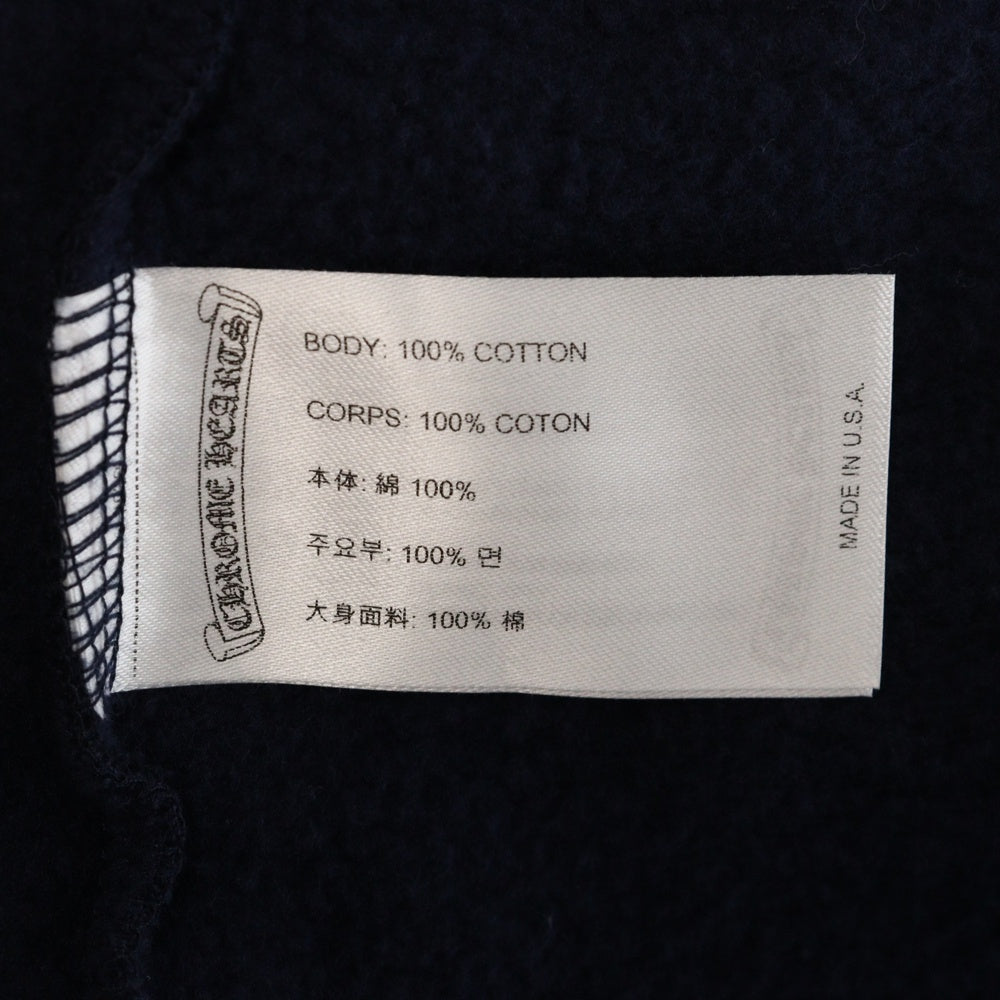 CHROME HEARTS
BODY: 100% COTTON
CORPS: 100% COTON
本体: 綿 100%
주요부: 100% 면
大身面料: 100% 棉
MADE IN U.S.A.